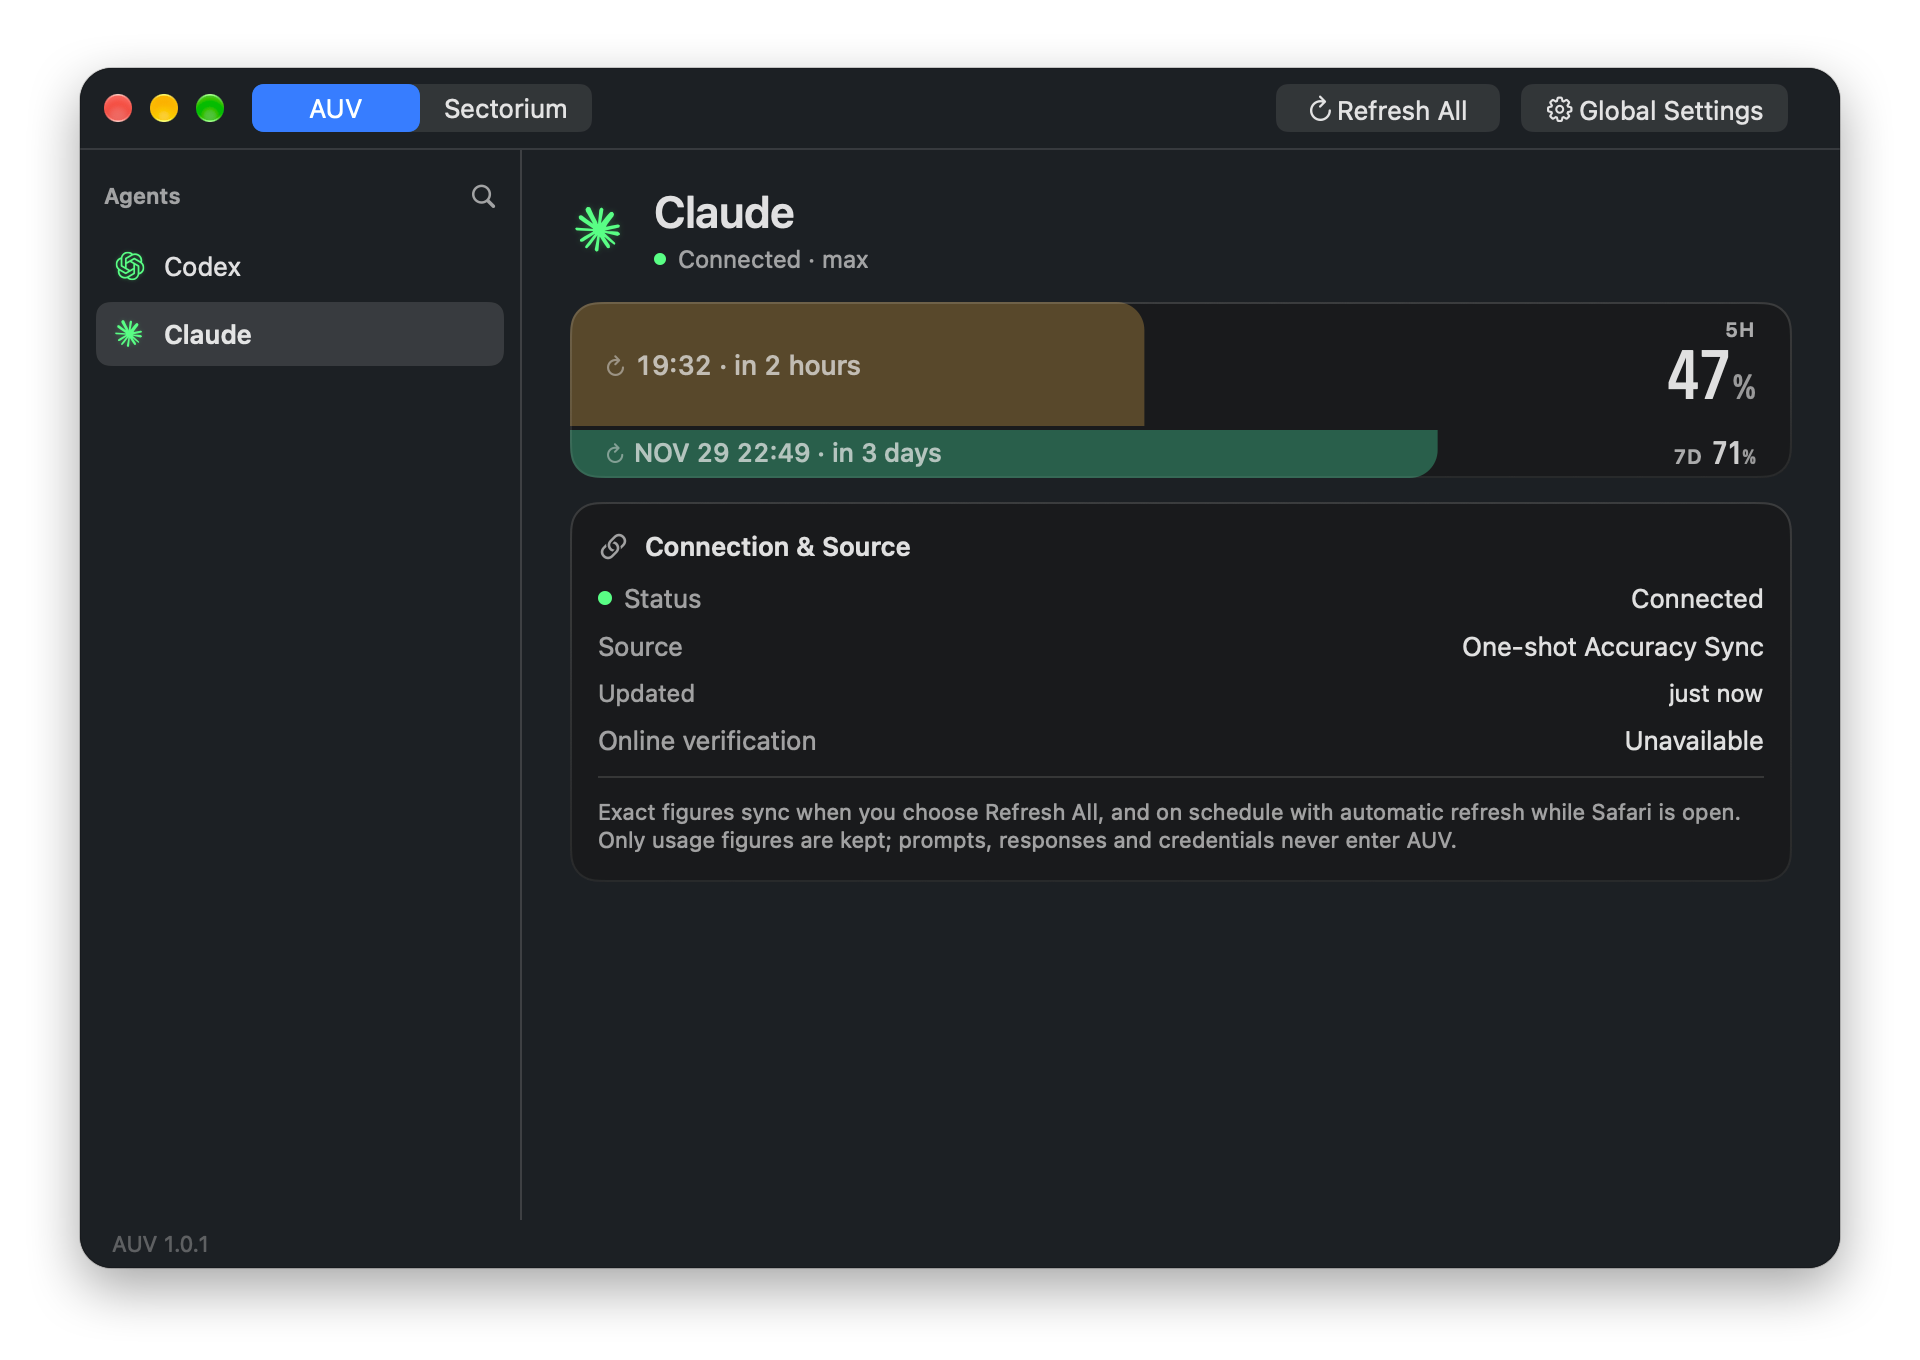 AUV
Sectorium
Refresh All
Global Settings
Agents
Codex
Claude
AUV 1.0.1
Claude
Connected · max
19:32 · in 2 hours
5H
47%
NOV 29 22:49 · in 3 days
7D 71%
Connection & Source
Status
Connected
Source
One-shot Accuracy Sync
Updated
just now
Online verification
Unavailable
Exact figures sync when you choose Refresh All, and on schedule with automatic refresh while Safari is open.
Only usage figures are kept; prompts, responses and credentials never enter AUV.